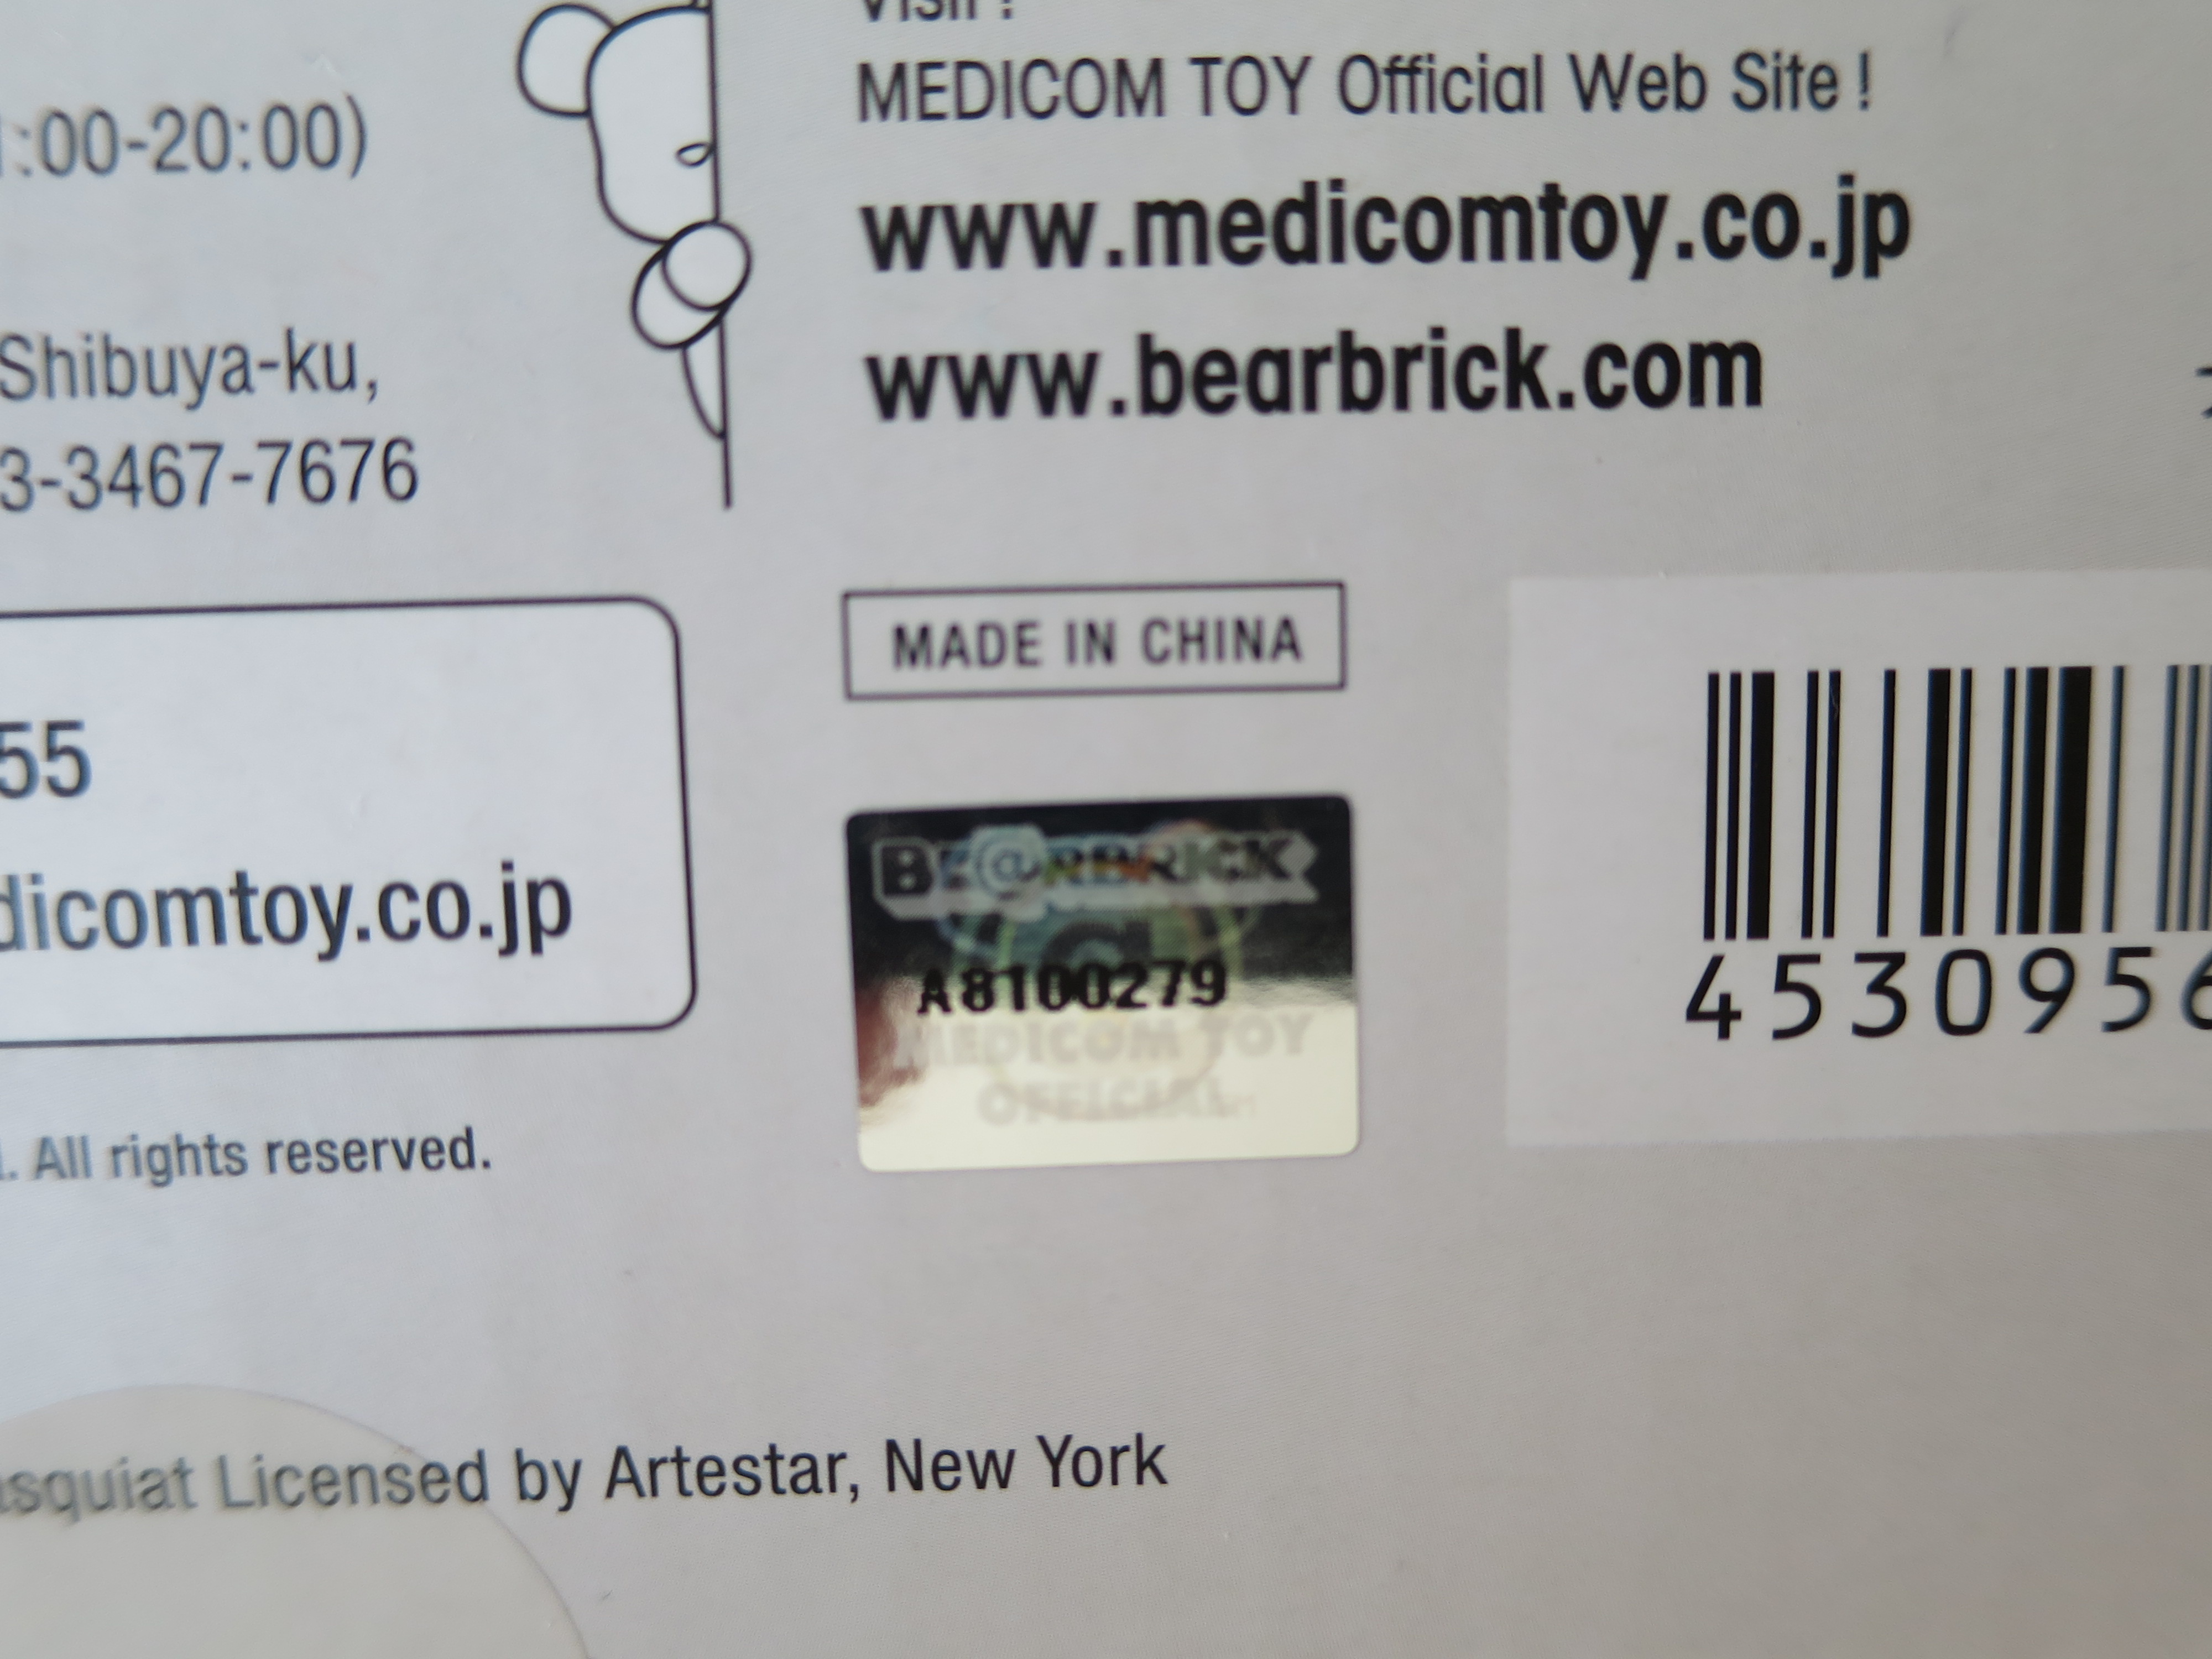 Visit !
MEDICOM TOY Official Web Site !
www.medicomtoy.co.jp
www.bearbrick.com
:00-20:00)
Shibuya-ku,
3-3467-7676
MADE IN CHINA
55
dicomtoy.co.jp
. All rights reserved.
BE@RBRICK
A8100279
MEDICOM TOY
OFFICIAL
4530956
asquiat Licensed by Artestar, New York